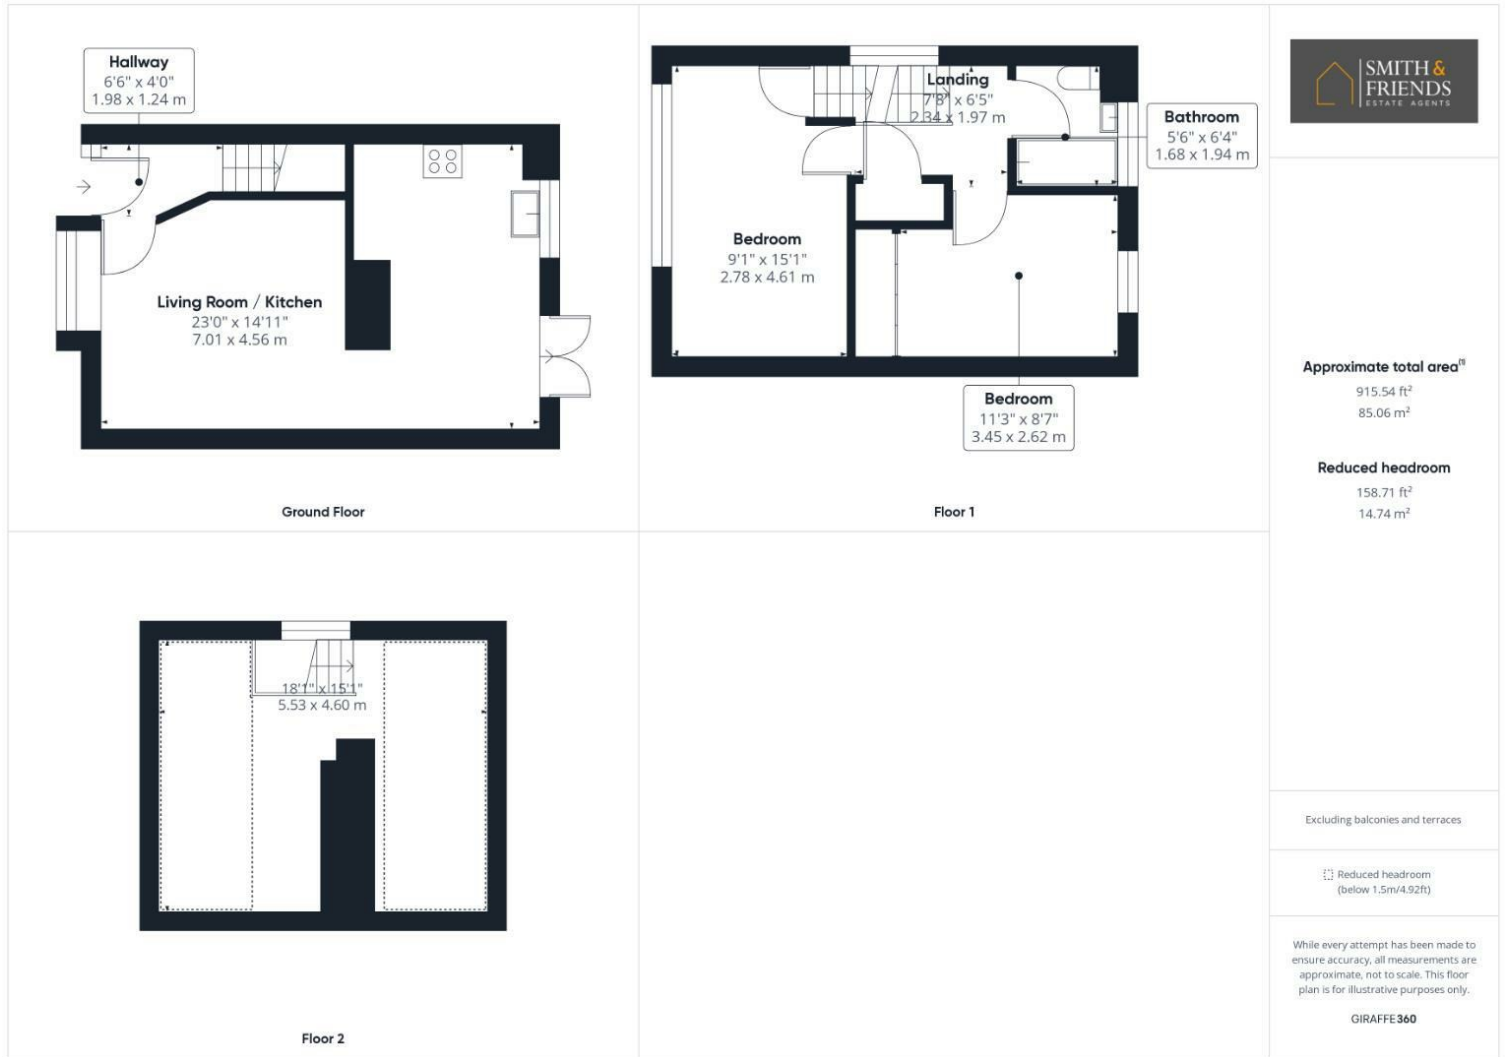 Hallway
6'6" x 4'0"
1.98 x 1.24 m
Living Room / Kitchen
23'0" x 14'11"
7.01 x 4.56 m
Ground Floor
Landing
7'8" x 6'5"
2.34 x 1.97 m
Bathroom
5'6" x 6'4"
1.68 x 1.94 m
Bedroom
9'1" x 15'1"
2.78 x 4.61 m
Bedroom
11'3" x 8'7"
3.45 x 2.62 m
Floor 1
18'1" x 15'1"
5.53 x 4.60 m
Floor 2
SMITH &
FRIENDS
ESTATE AGENTS
Approximate total area⁽¹⁾
915.54 ft²
85.06 m²
Reduced headroom
158.71 ft²
14.74 m²
Excluding balconies and terraces
Reduced headroom
(below 1.5m/4.92ft)
While every attempt has been made to
ensure accuracy, all measurements are
approximate, not to scale. This floor
plan is for illustrative purposes only.
GIRAFFE360